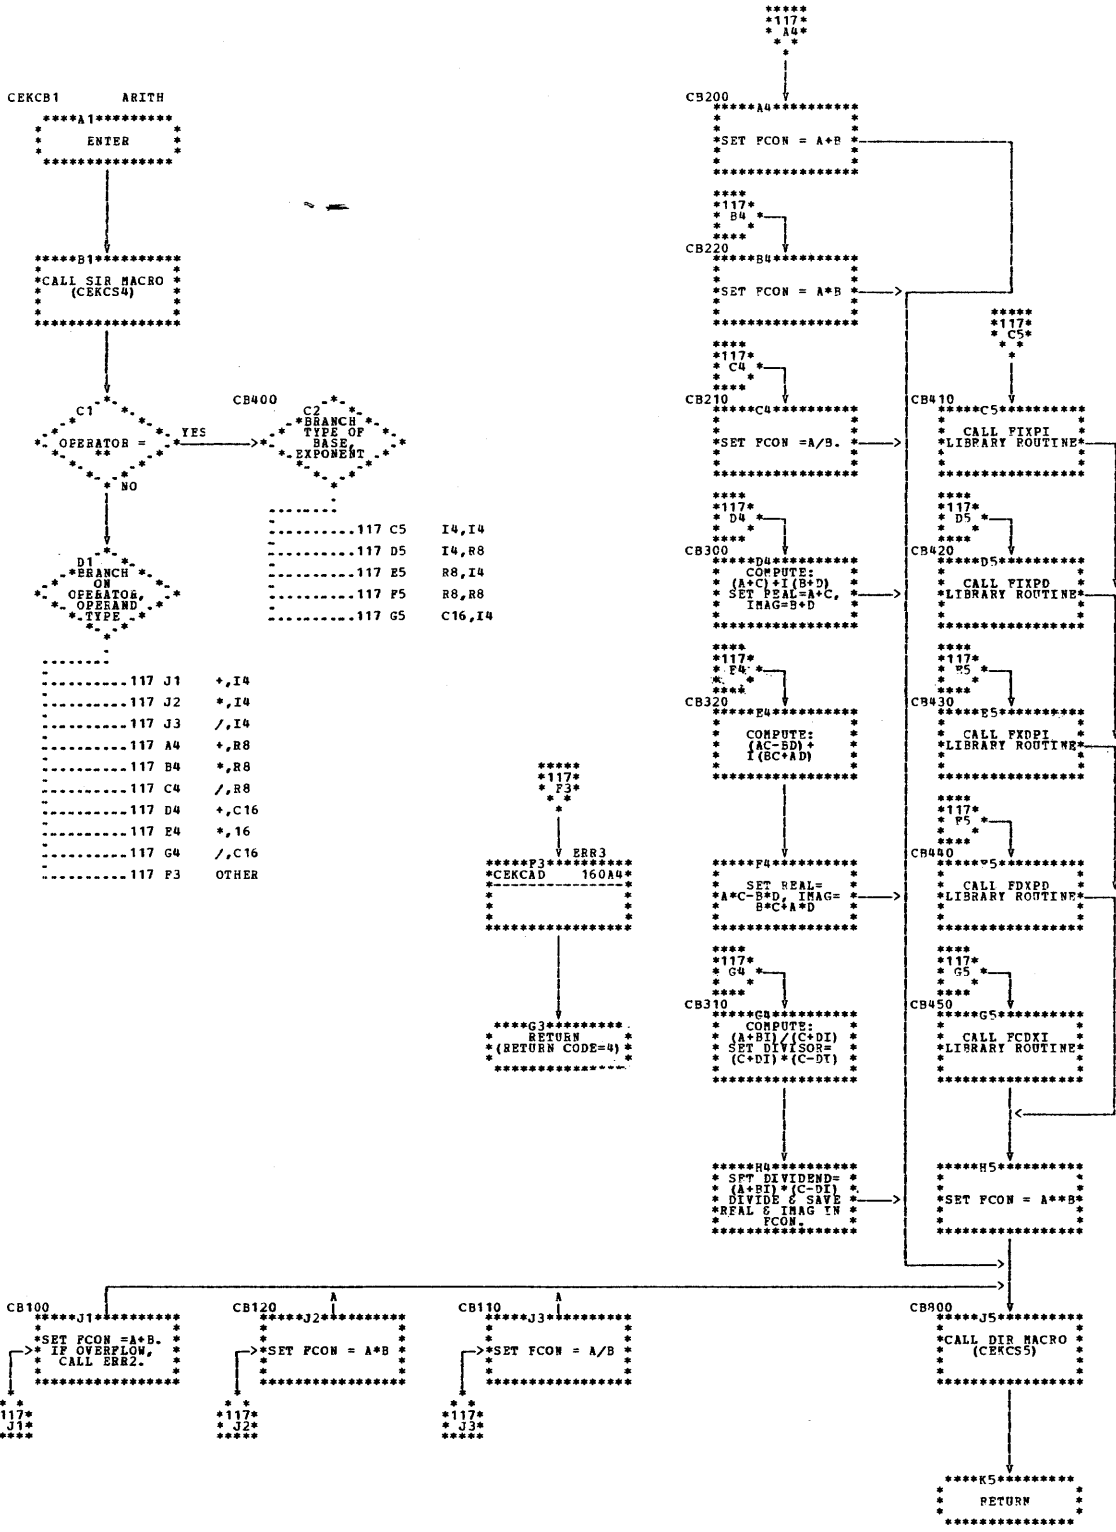 CEKCB1 ARITH
A1
ENTER
B1
CALL SIR MACRO
(CEKCS4)
C1
OPERATOR =
**
YES
NO
CB400
C2
BRANCH
TYPE OF
BASE,
EXPONENT
117 C5 I4,I4
117 D5 I4,R8
117 E5 R8,I4
117 F5 R8,R8
117 G5 C16,I4
D1
BRANCH
ON
OPERATOR,
OPERAND
TYPE
117 J1 +,I4
117 J2 *,I4
117 J3 /,I4
117 A4 +,R8
117 B4 *,R8
117 C4 /,R8
117 D4 +,C16
117 E4 *,16
117 G4 /,C16
117 F3 OTHER
117
F3
ERR3
F3
CEKCAD 160A4
G3
RETURN
(RETURN CODE=4)
117
A4
CB200
A4
SET FCON = A+B
117
B4
CB220
B4
SET FCON = A*B
117
C4
CB210
C4
SET FCON =A/B.
117
D4
CB300
D4
COMPUTE:
(A+C)+I(B+D)
SET REAL=A+C,
IMAG=B+D
117
E4
CB320
E4
COMPUTE:
(AC-BD)+
I(BC+AD)
F4
SET REAL=
A*C-B*D, IMAG=
B*C+A*D
117
G4
CB310
G4
COMPUTE:
(A+BI)/(C+DI)
SET DIVISOR=
(C+DI)*(C-DI)
H4
SET DIVIDEND=
(A+BI)*(C-DI)
DIVIDE & SAVE
REAL & IMAG IN
FCON.
117
C5
CB410
C5
CALL FIXPI
LIBRARY ROUTINE
117
D5
CB420
D5
CALL FIXPD
LIBRARY ROUTINE
117
E5
CB430
E5
CALL FXDPI
LIBRARY ROUTINE
117
F5
CB440
F5
CALL FDXPD
LIBRARY ROUTINE
117
G5
CB450
G5
CALL FCDXI
LIBRARY ROUTINE
H5
SET FCON = A**B
CB100
J1
SET FCON =A+B.
IF OVERFLOW,
CALL ERR2.
117
J1
CB120
J2
SET FCON = A*B
117
J2
CB110
J3
SET FCON = A/B
117
J3
CB800
J5
CALL DIR MACRO
(CEKCS5)
K5
RETURN